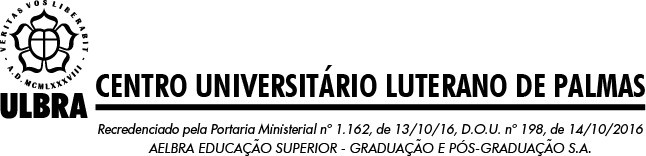 VERITAS VOS LIBERABIT
A.D. MCMLXXXVIII
ULBRA
CENTRO UNIVERSITÁRIO LUTERANO DE PALMAS
Recredenciado pela Portaria Ministerial nº 1.162, de 13/10/16, D.O.U. nº 198, de 14/10/2016
AELBRA EDUCAÇÃO SUPERIOR - GRADUAÇÃO E PÓS-GRADUAÇÃO S.A.